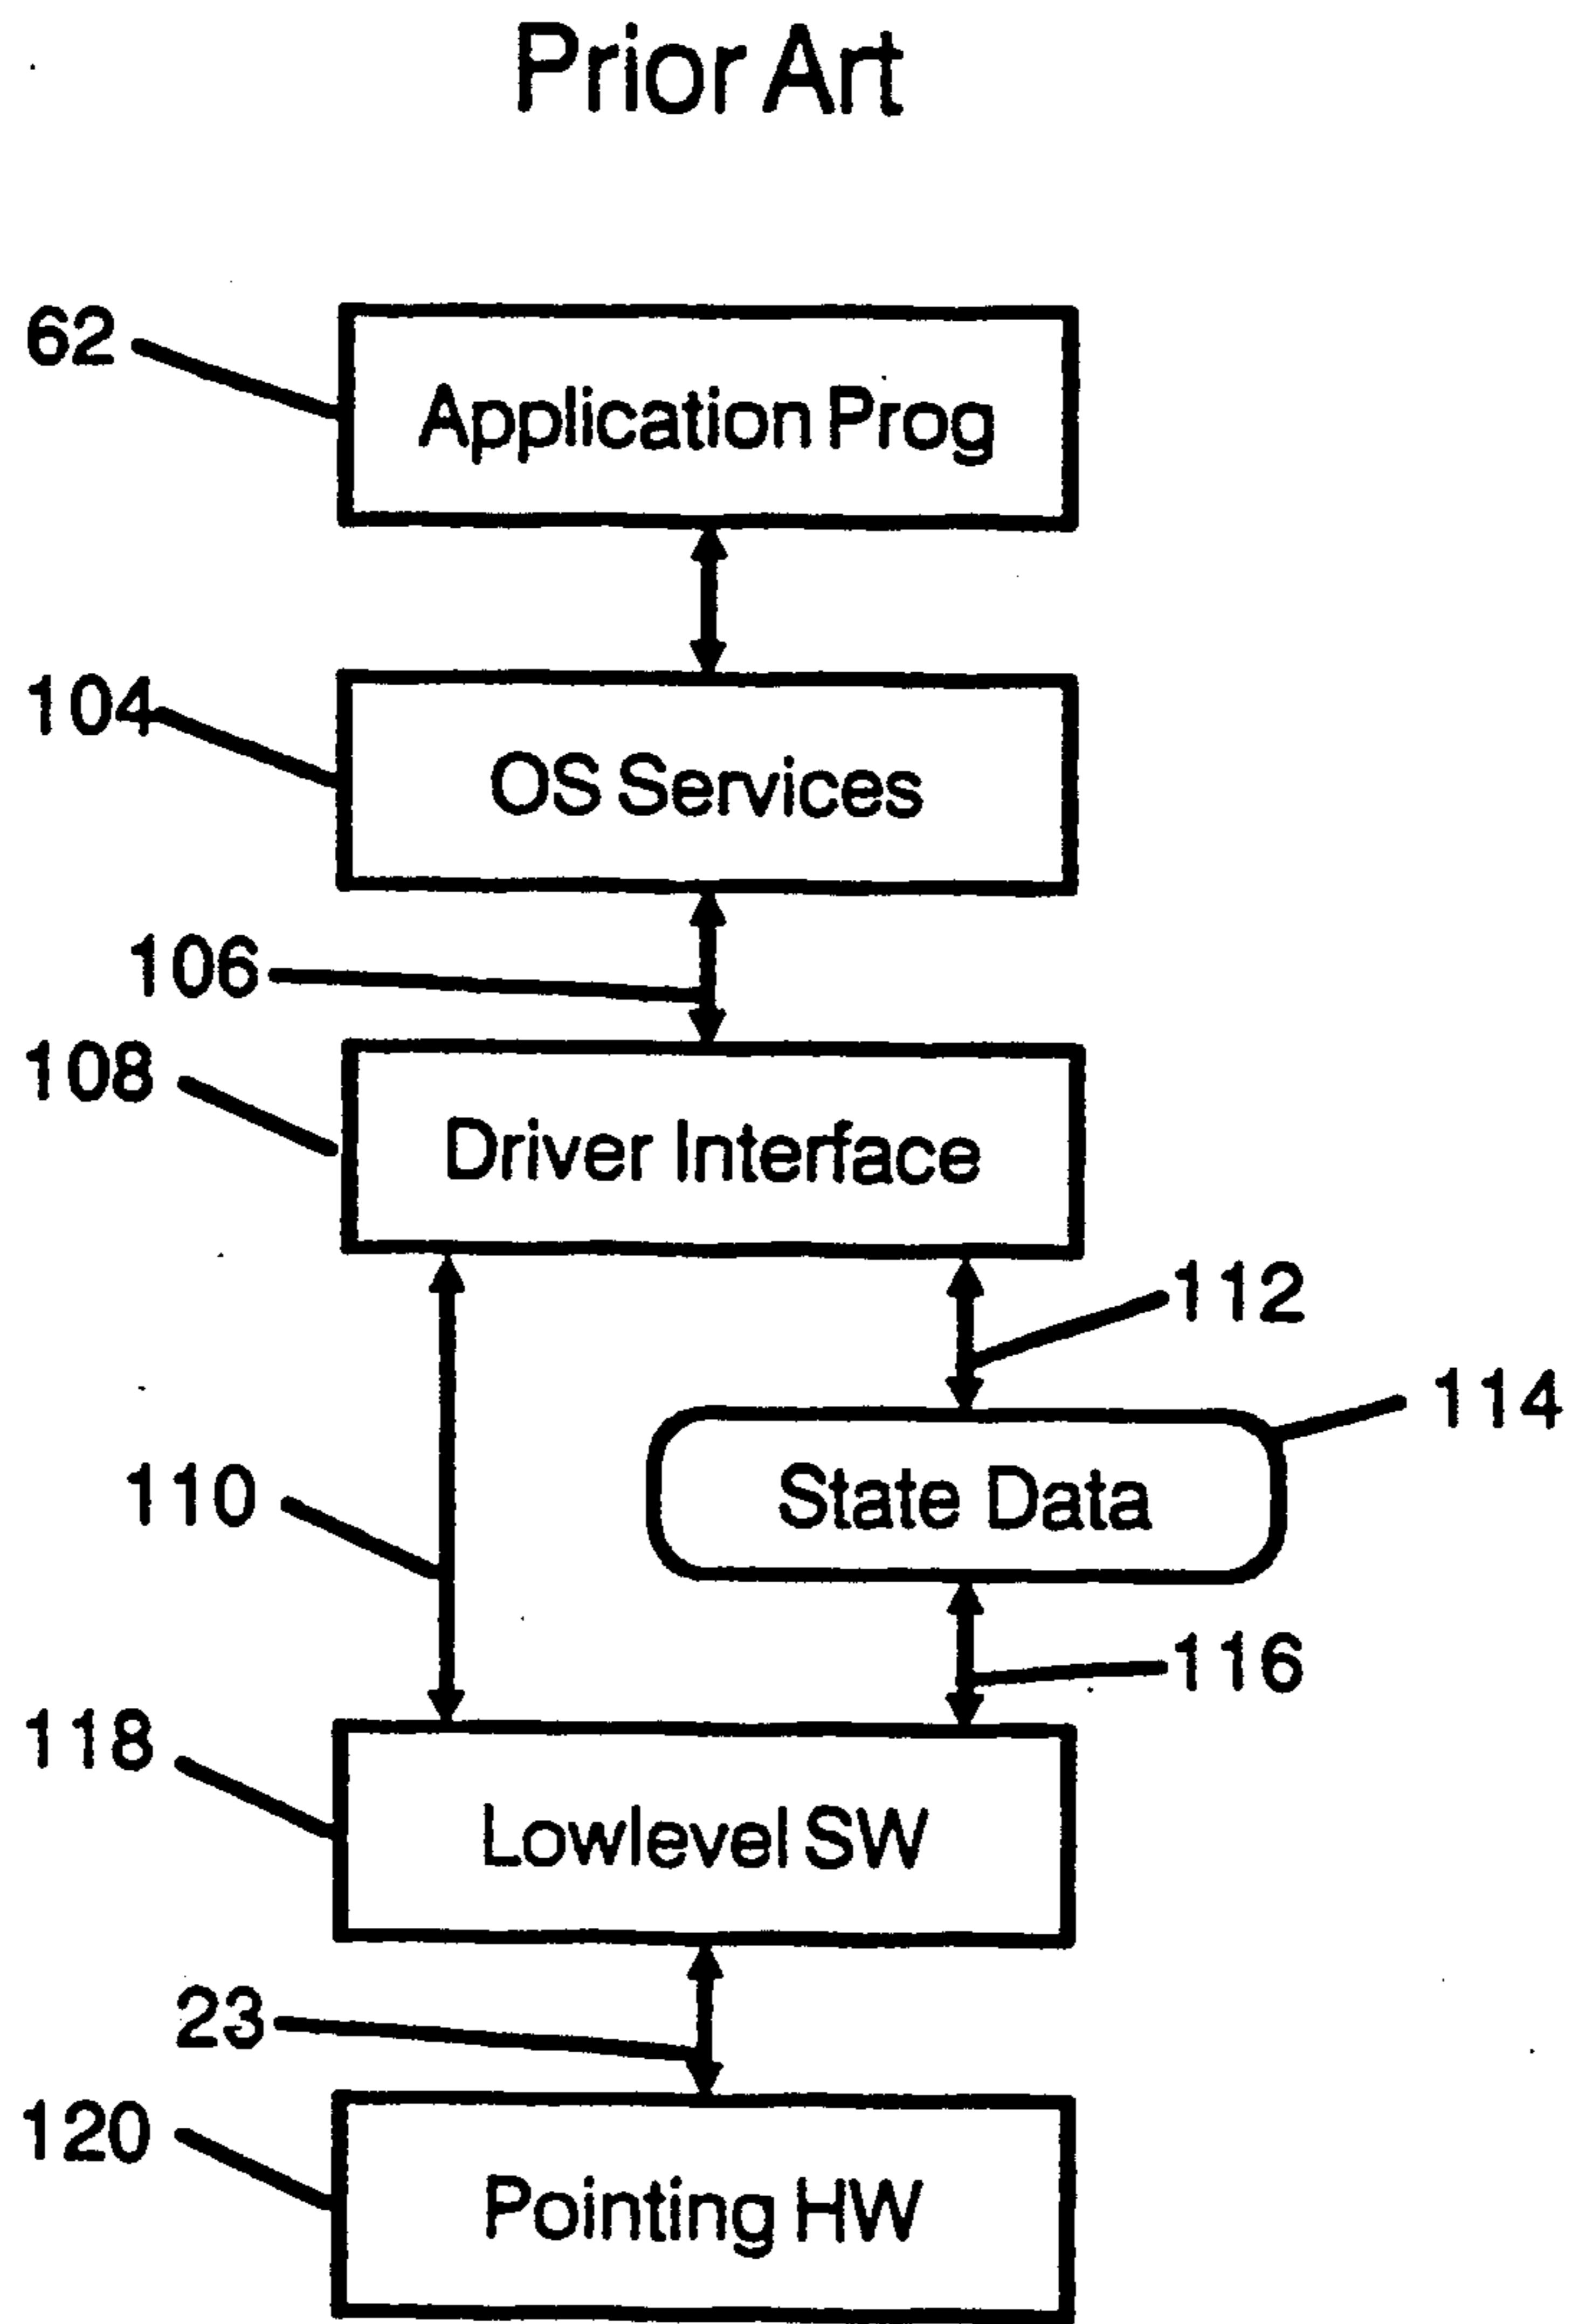 Prior Art
62
Application Prog
104
OS Services
106
108
Driver Interface
112
114
110
State Data
116
118
Lowlevel SW
23
120
Pointing HW